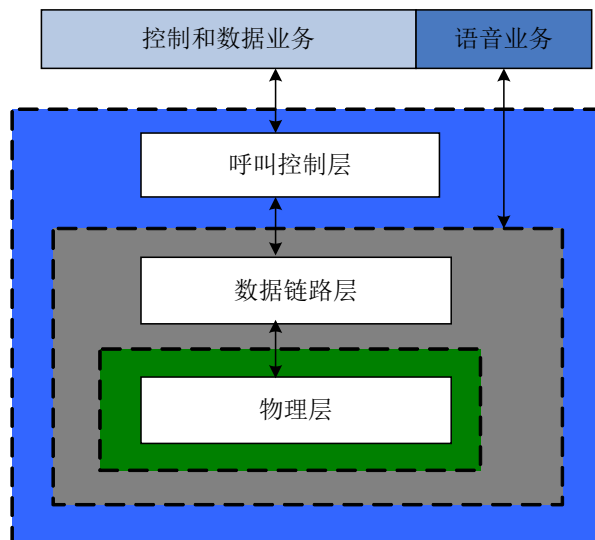 控制和数据业务
语音业务
呼叫控制层
数据链路层
物理层